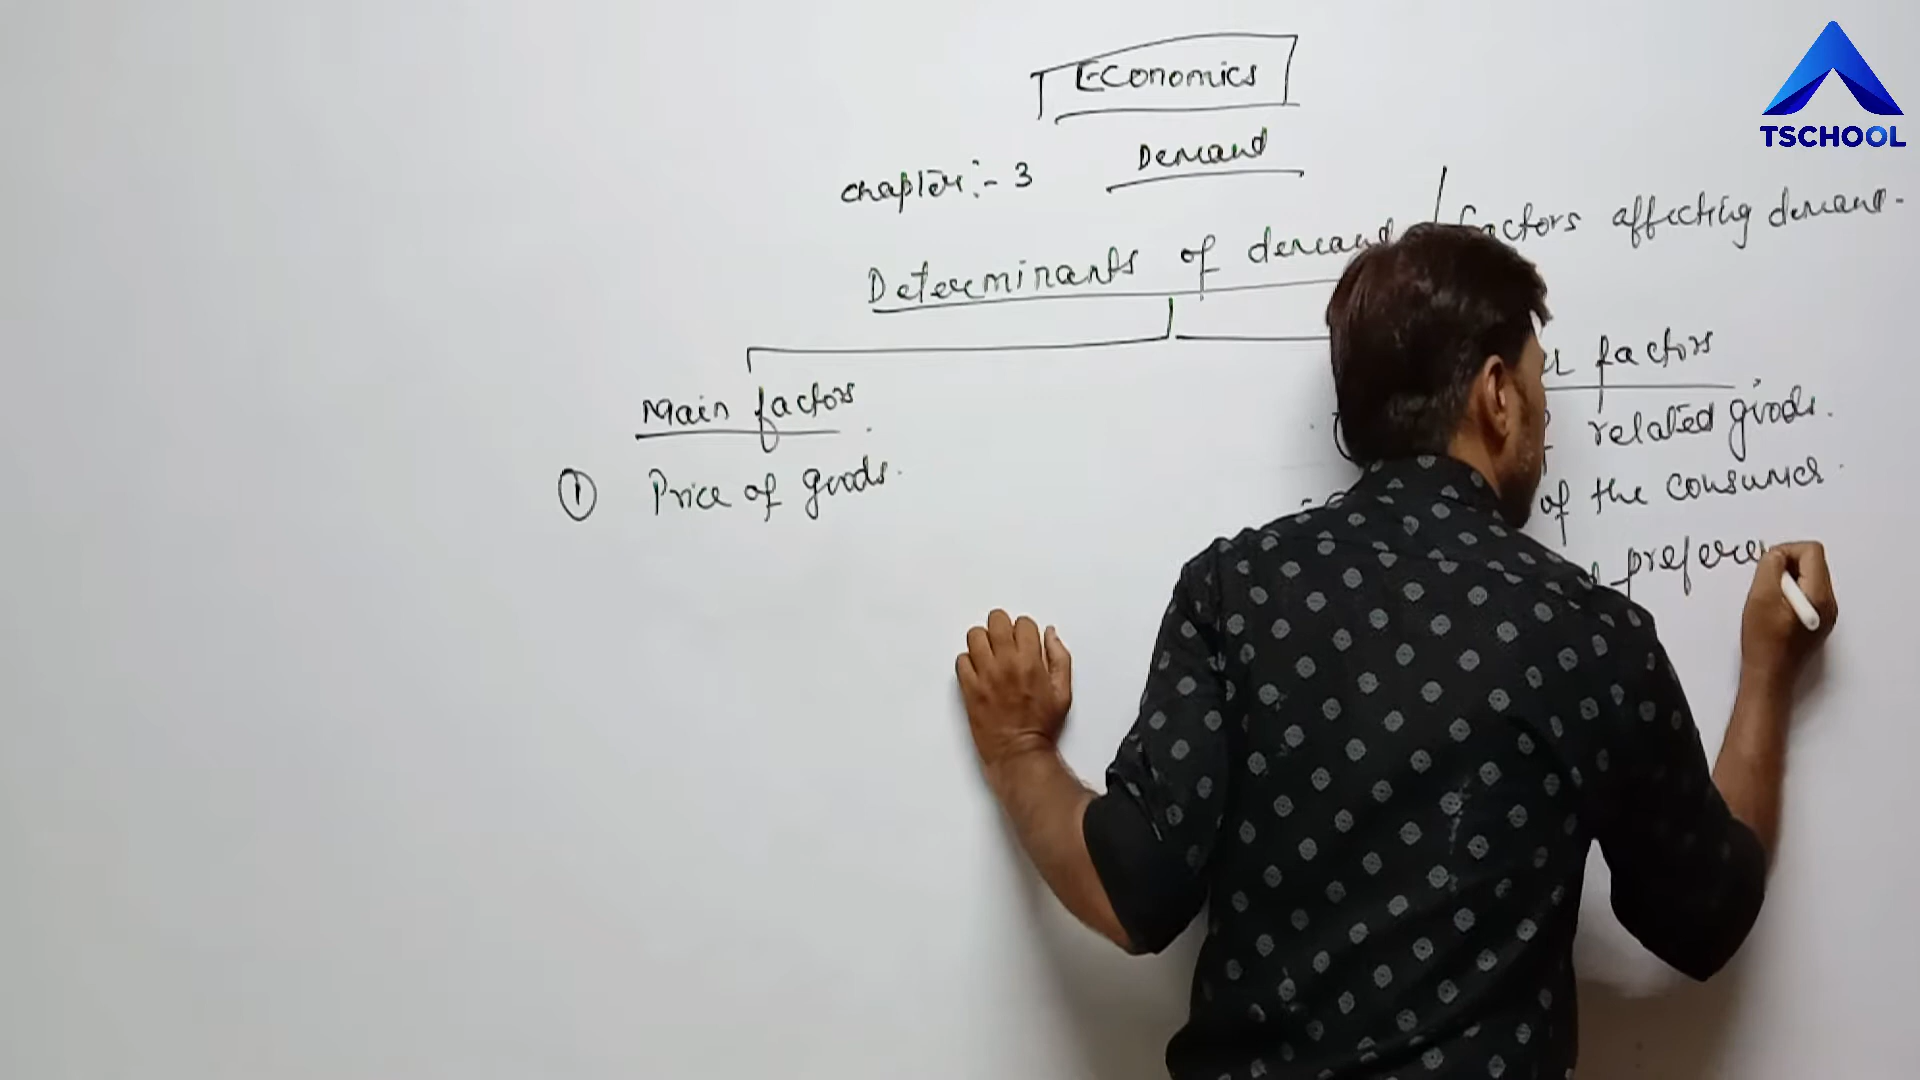 Economics
TSCHOOL
Demand
Chapter:- 3
Determinants of demand / factors affecting demand.
Main factors
factors
related goods.
① Price of goods.
of the consumer.
prefere